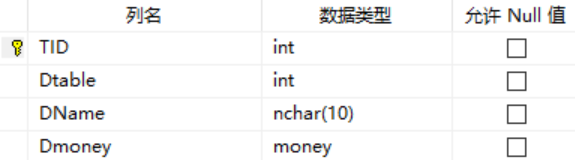 列名 数据类型 允许 Null 值
TID int
Dtable int
DName nchar(10)
Dmoney money